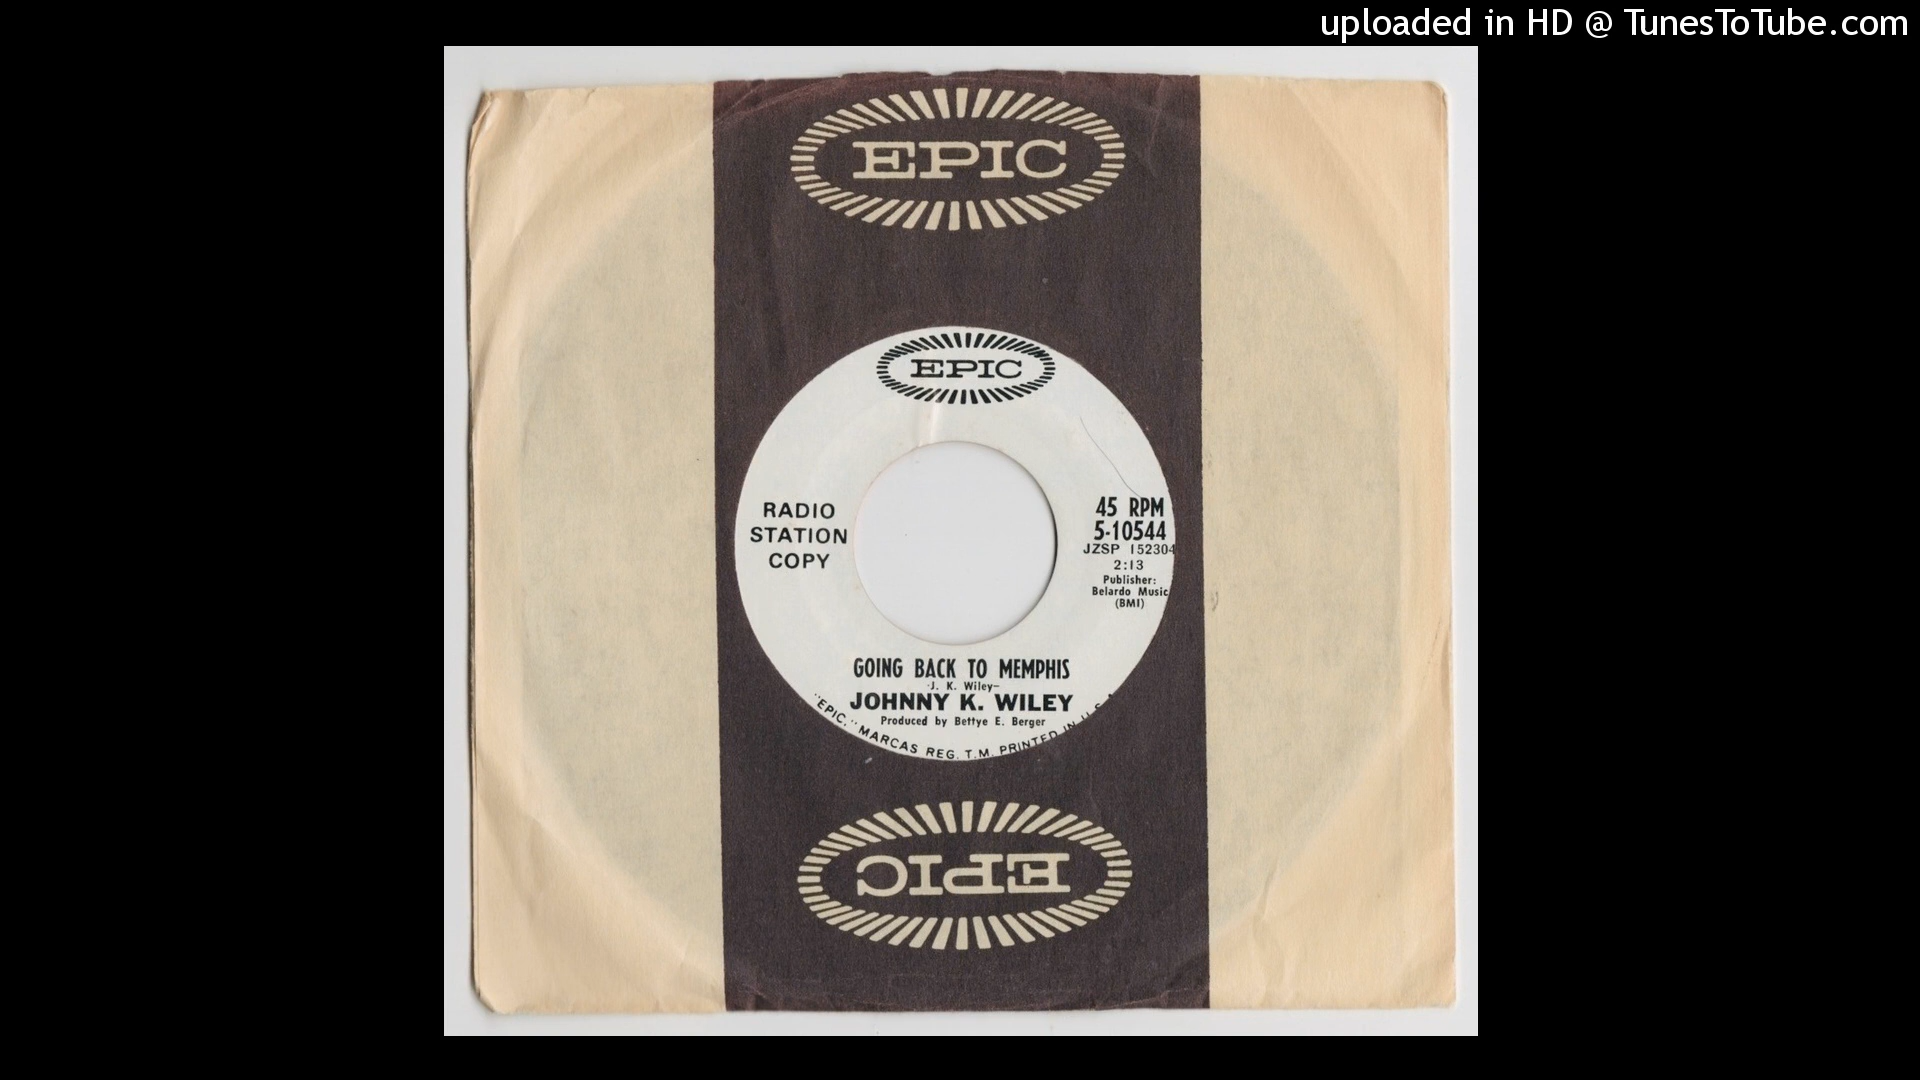 uploaded in HD @ TunesToTube.com
EPIC
EPIC
RADIO
STATION
COPY
45 RPM
5-10544
JZSP 152304
2:13
Publisher:
Belardo Music
(BMI)
GOING BACK TO MEMPHIS
-J. K. Wiley-
JOHNNY K. WILEY
Produced by Bettye E. Berger
"EPIC," MARCAS REG. T.M. PRINTED IN U.S.
EPIC